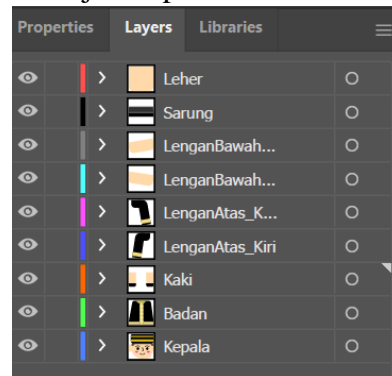 Properties Layers Libraries
Leher
Sarung
LenganBawah...
LenganBawah...
LenganAtas_K...
LenganAtas_Kiri
Kaki
Badan
Kepala